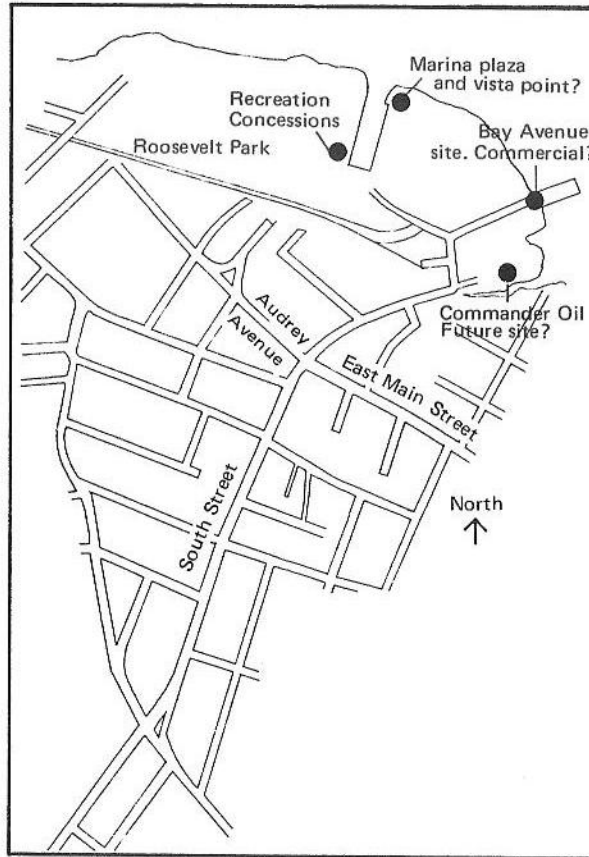 Marina plaza
and vista point?
Recreation
Concessions
Bay Avenue
site. Commercial?
Roosevelt Park
Commander Oil
Future site?
Audrey
Avenue
East Main Street
South Street
North